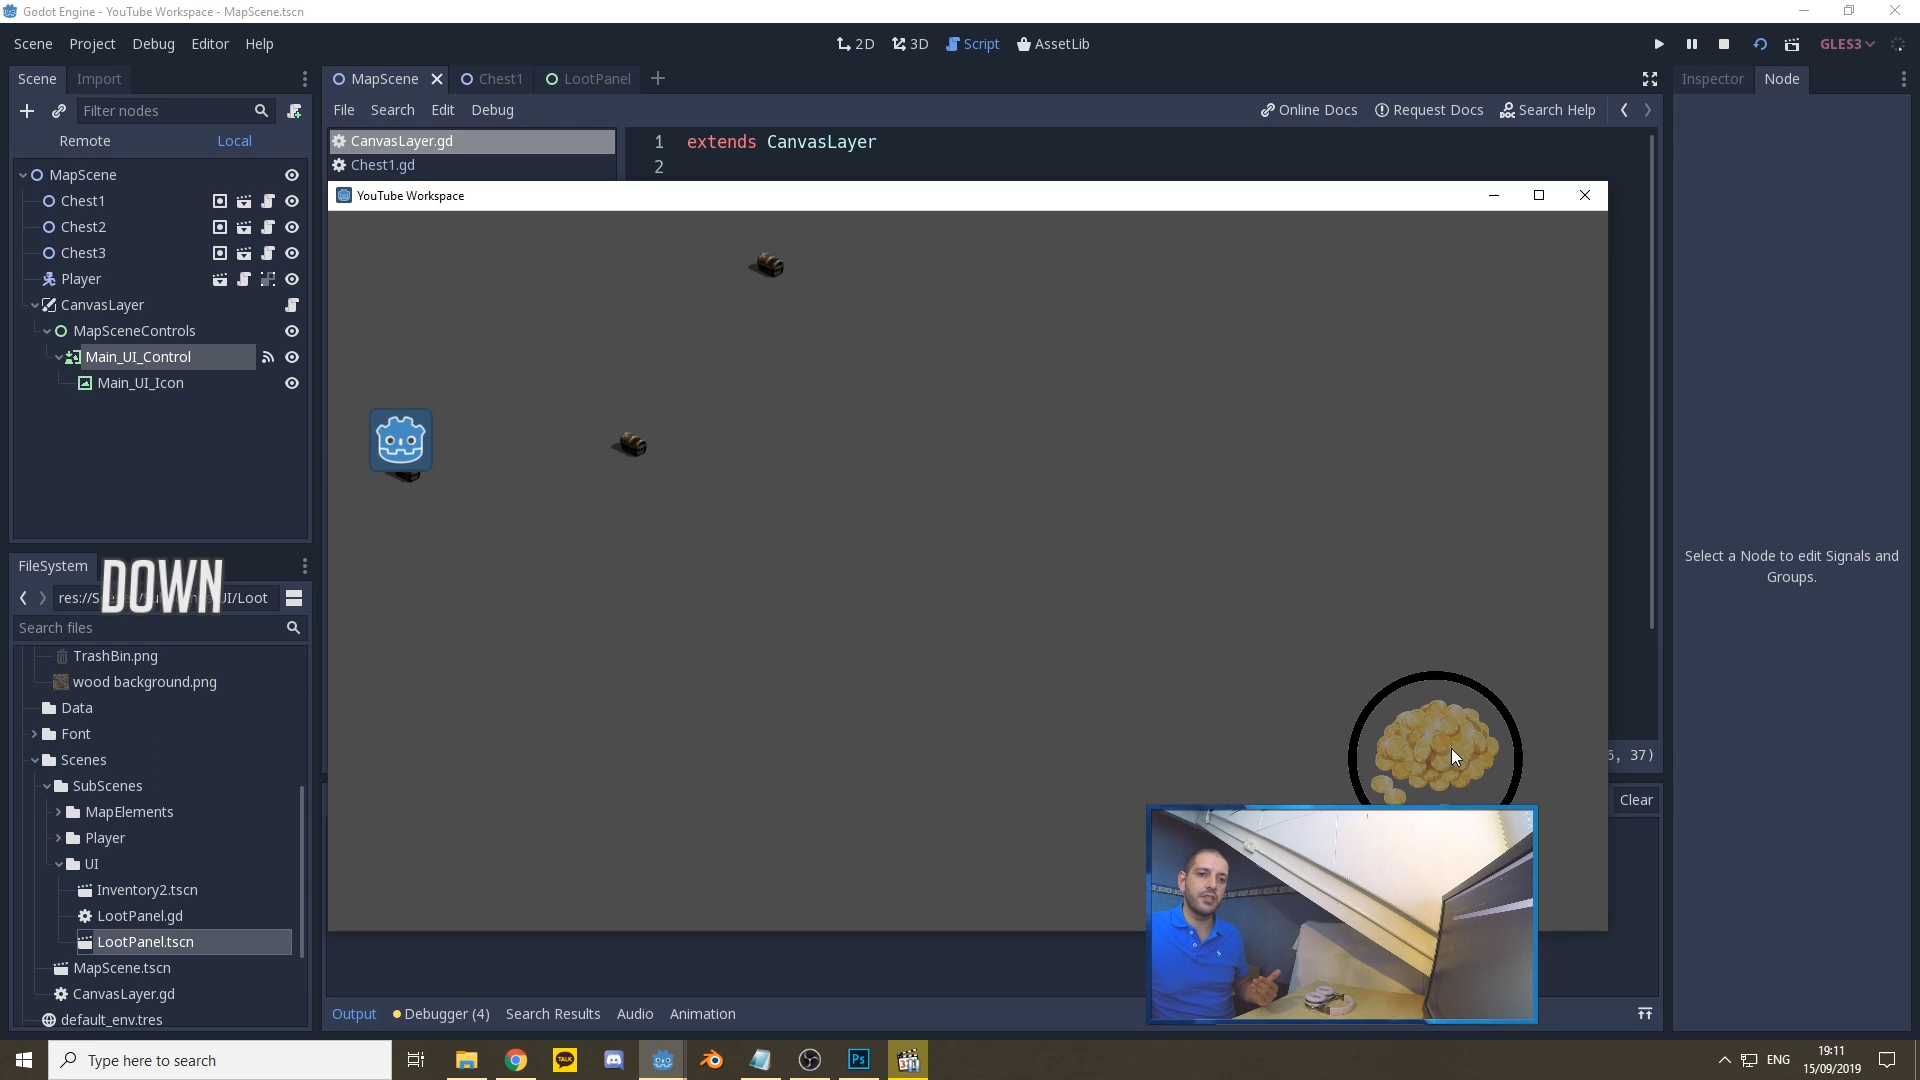 Godot Engine - YouTube Workspace - MapScene.tscn
Scene Project Debug Editor Help
2D 3D Script AssetLib
GLES3
Scene Import
MapScene Chest1 LootPanel
Inspector Node
Filter nodes
File Search Edit Debug
Online Docs Request Docs Search Help
Remote Local
CanvasLayer.gd
Chest1.gd
1 extends CanvasLayer
2
MapScene
Chest1
Chest2
Chest3
Player
CanvasLayer
MapSceneControls
Main_UI_Control
Main_UI_Icon
YouTube Workspace
Select a Node to edit Signals and
Groups.
FileSystem
DOWN
UI/Loot
Search files
TrashBin.png
wood background.png
Data
Font
Scenes
SubScenes
MapElements
Player
UI
Inventory2.tscn
LootPanel.gd
LootPanel.tscn
MapScene.tscn
CanvasLayer.gd
default_env.tres
, 37)
Clear
Output Debugger (4) Search Results Audio Animation
Type here to search
TALK
Ps
ENG
19:11
15/09/2019